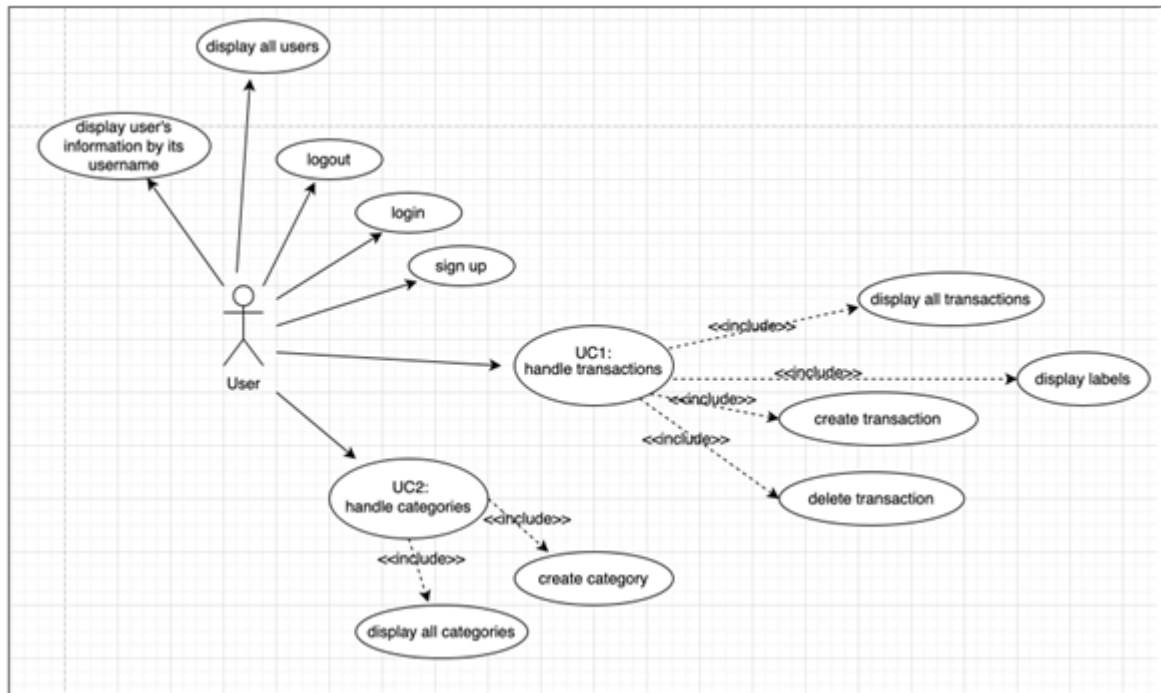 display all users
display user's
information by its
username
logout
login
sign up
User
UC1:
handle transactions
<<include>>
display all transactions
<<include>>
display labels
<<include>>
create transaction
<<include>>
delete transaction
UC2:
handle categories
<<include>>
create category
<<include>>
display all categories